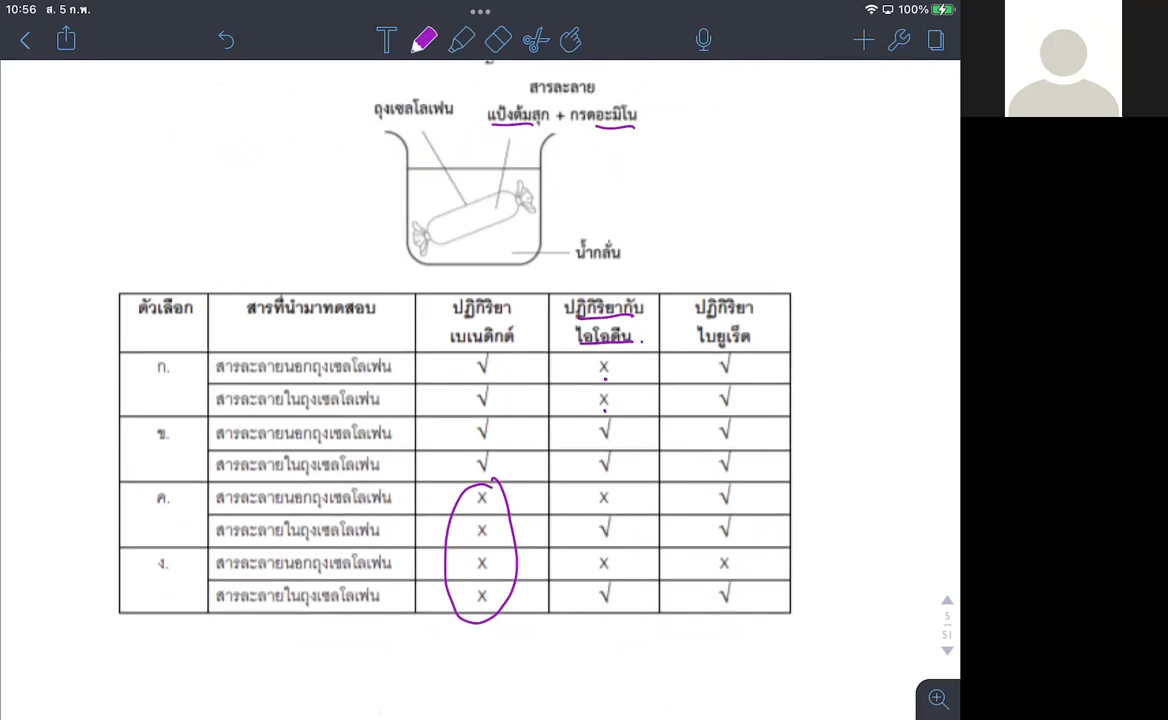 10:56 ส. 5 ก.พ.
100%
T
สารละลาย
ถุงเซลโลเฟน
แป้งต้มสุก + กรดอะมิโน
น้ำกลั่น
ตัวเลือก สารที่นำมาทดสอบ ปฏิกิริยา ปฏิกิริยากับ ปฏิกิริยา
เบเนดิกต์ ไอโอดีน ไบยูเร็ต
ก. สารละลายนอกถุงเซลโลเฟน √ x √
สารละลายในถุงเซลโลเฟน √ x √
ข. สารละลายนอกถุงเซลโลเฟน √ √ √
สารละลายในถุงเซลโลเฟน √ √ √
ค. สารละลายนอกถุงเซลโลเฟน x x √
สารละลายในถุงเซลโลเฟน x √ √
ง. สารละลายนอกถุงเซลโลเฟน x x x
สารละลายในถุงเซลโลเฟน x √ √
5
51